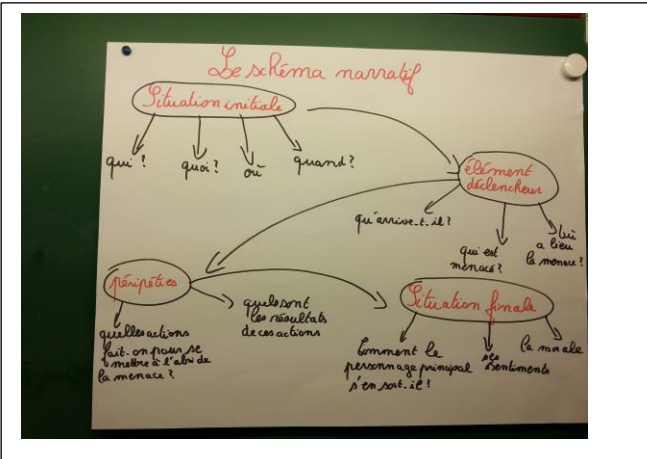 Le schéma narratif
Situation initiale
qui ?
quoi ?
où
quand ?
élément
déclencheur
qu'arrive-t-il ?
qui est
menacé ?
où
a lieu
la menace ?
péripéties
quelles actions
fait-on pour se
mettre à l'abri de
la menace ?
quels sont
les résultats
de ces actions
Situation finale
Comment le
personnage principal
s'en sort-il ?
ses
sentiments
la morale